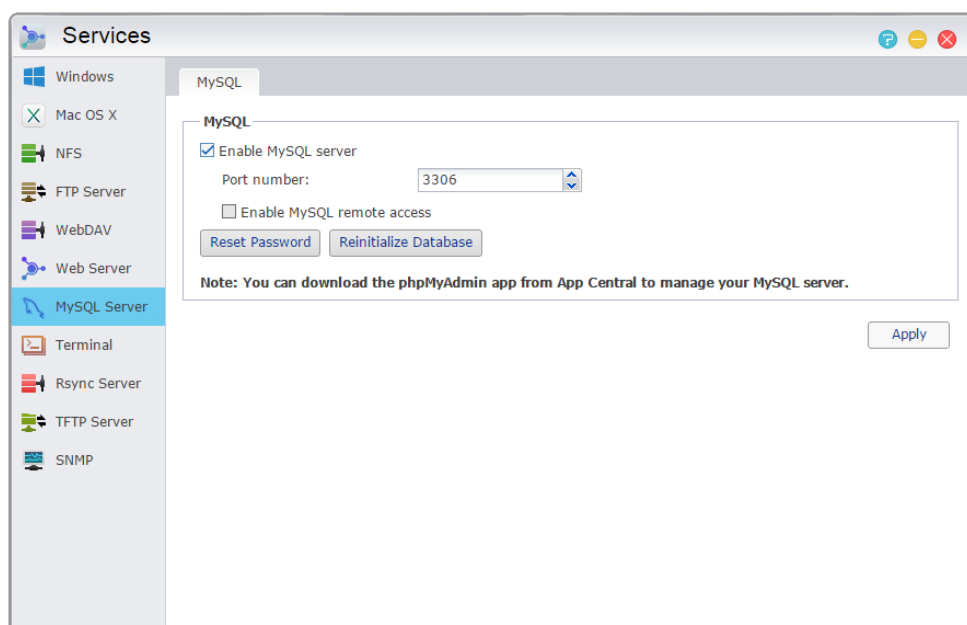 Services
Windows
Mac OS X
NFS
FTP Server
WebDAV
Web Server
MySQL Server
Terminal
Rsync Server
TFTP Server
SNMP
MySQL
MySQL
Enable MySQL server
Port number: 3306
Enable MySQL remote access
Reset Password Reinitialize Database
Note: You can download the phpMyAdmin app from App Central to manage your MySQL server.
Apply